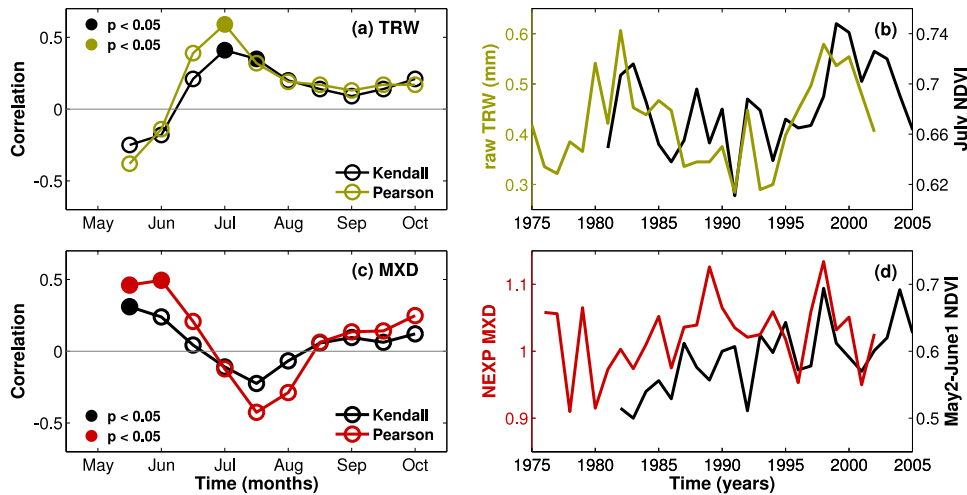 p < 0.05
p < 0.05
(a) TRW
Kendall
Pearson
0.5
0
-0.5
Correlation
May Jun Jul Aug Sep Oct
(b)
0.6
0.5
0.4
0.3
raw TRW (mm)
0.74
0.7
0.66
0.62
July NDVI
1975 1980 1985 1990 1995 2000 2005
(c) MXD
p < 0.05
p < 0.05
Kendall
Pearson
0.5
0
-0.5
Correlation
May Jun Jul Aug Sep Oct
Time (months)
(d)
1.1
1
0.9
NEXP MXD
0.7
0.6
0.5
May2-June1 NDVI
1975 1980 1985 1990 1995 2000 2005
Time (years)